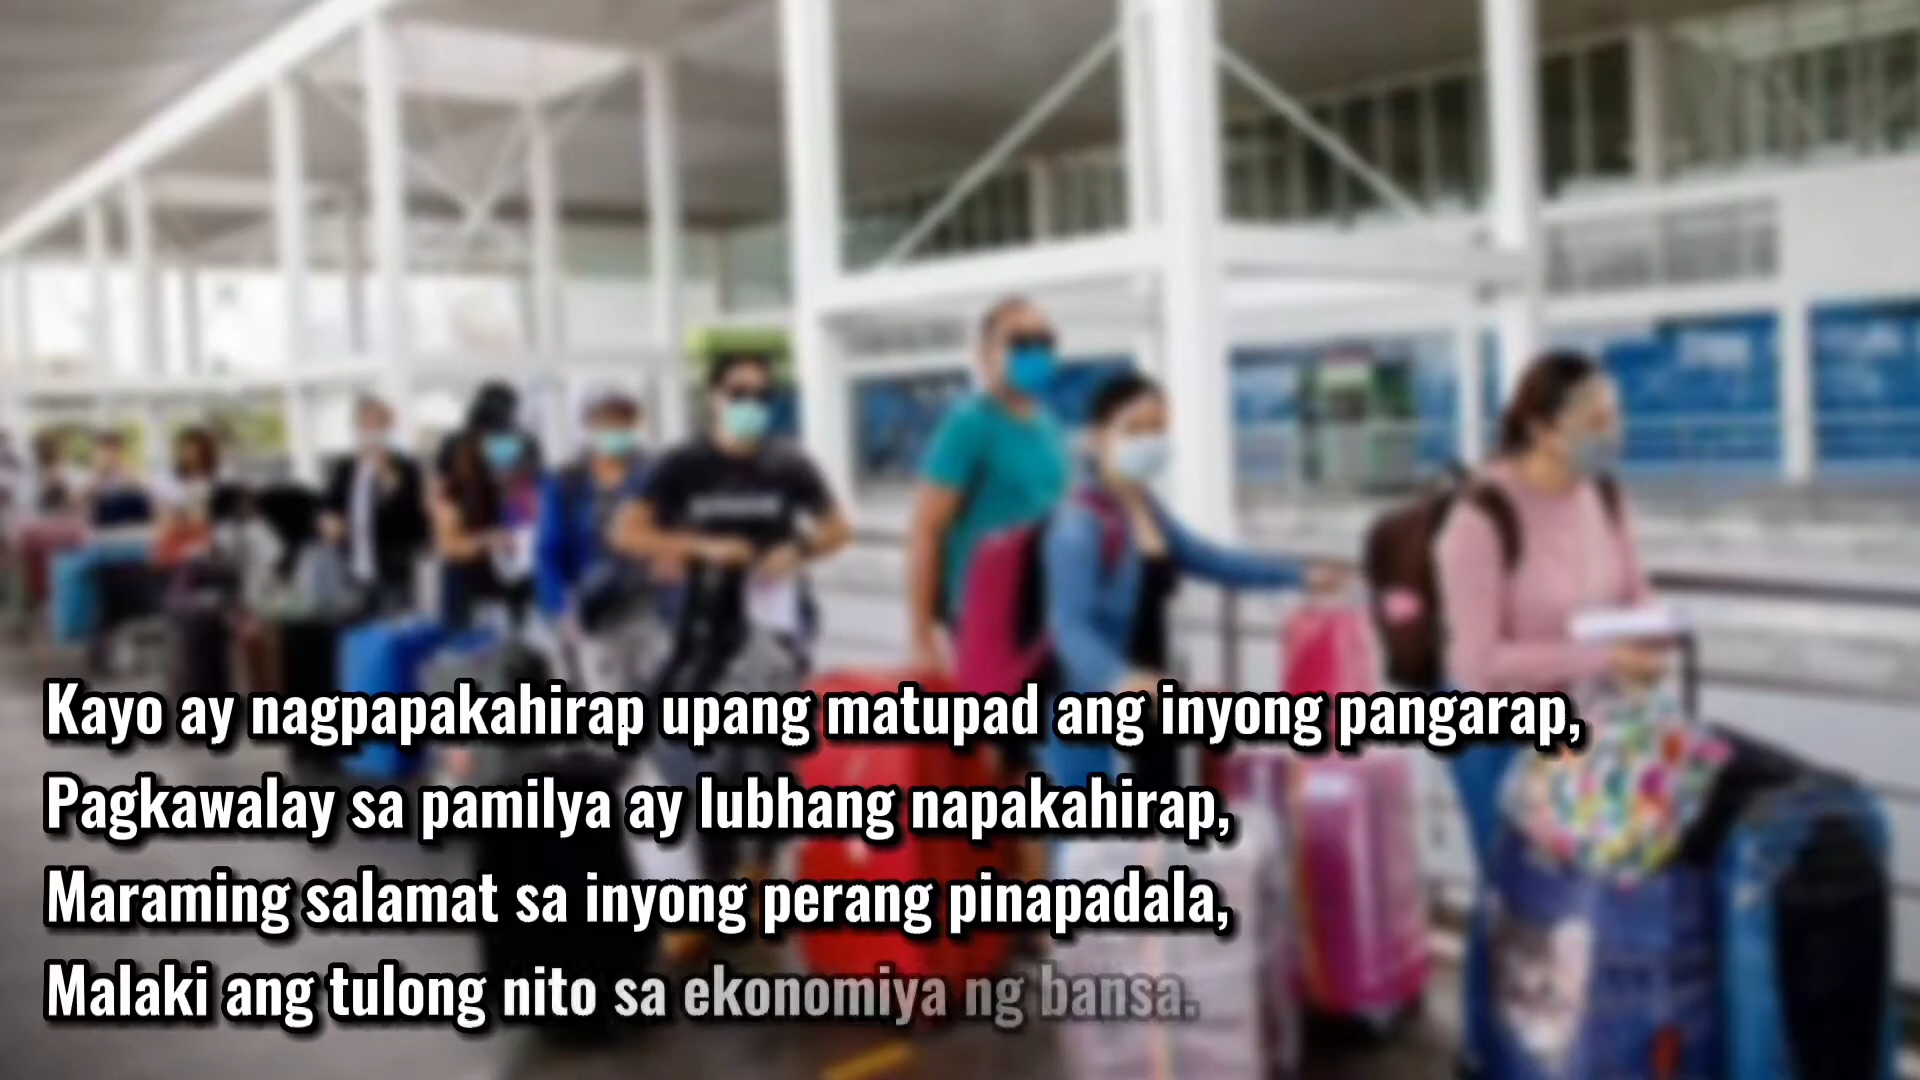 Kayo ay nagpapakahirap upang matupad ang inyong pangarap,
Pagkawalay sa pamilya ay lubhang napakahirap,
Maraming salamat sa inyong perang pinapadala,
Malaki ang tulong nito sa ekonomiya ng bansa.